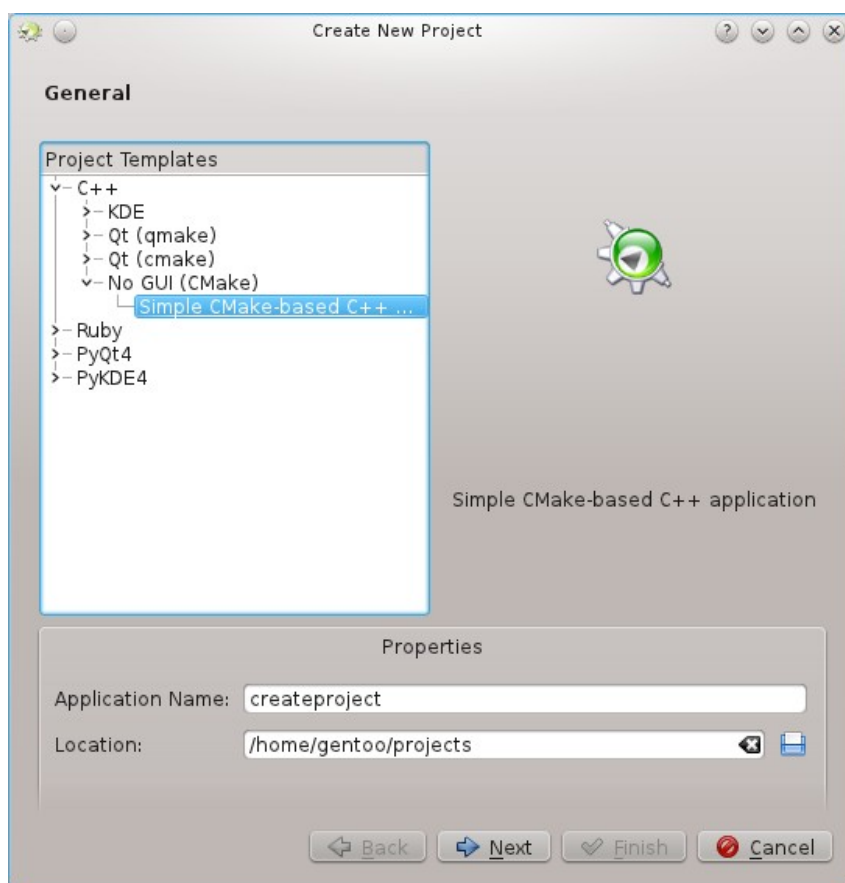 Create New Project
General
Project Templates
C++
KDE
Qt (qmake)
Qt (cmake)
No GUI (CMake)
Simple CMake-based C++ ...
Ruby
PyQt4
PyKDE4
Simple CMake-based C++ application
Properties
Application Name: createproject
Location: /home/gentoo/projects
Back Next Finish Cancel